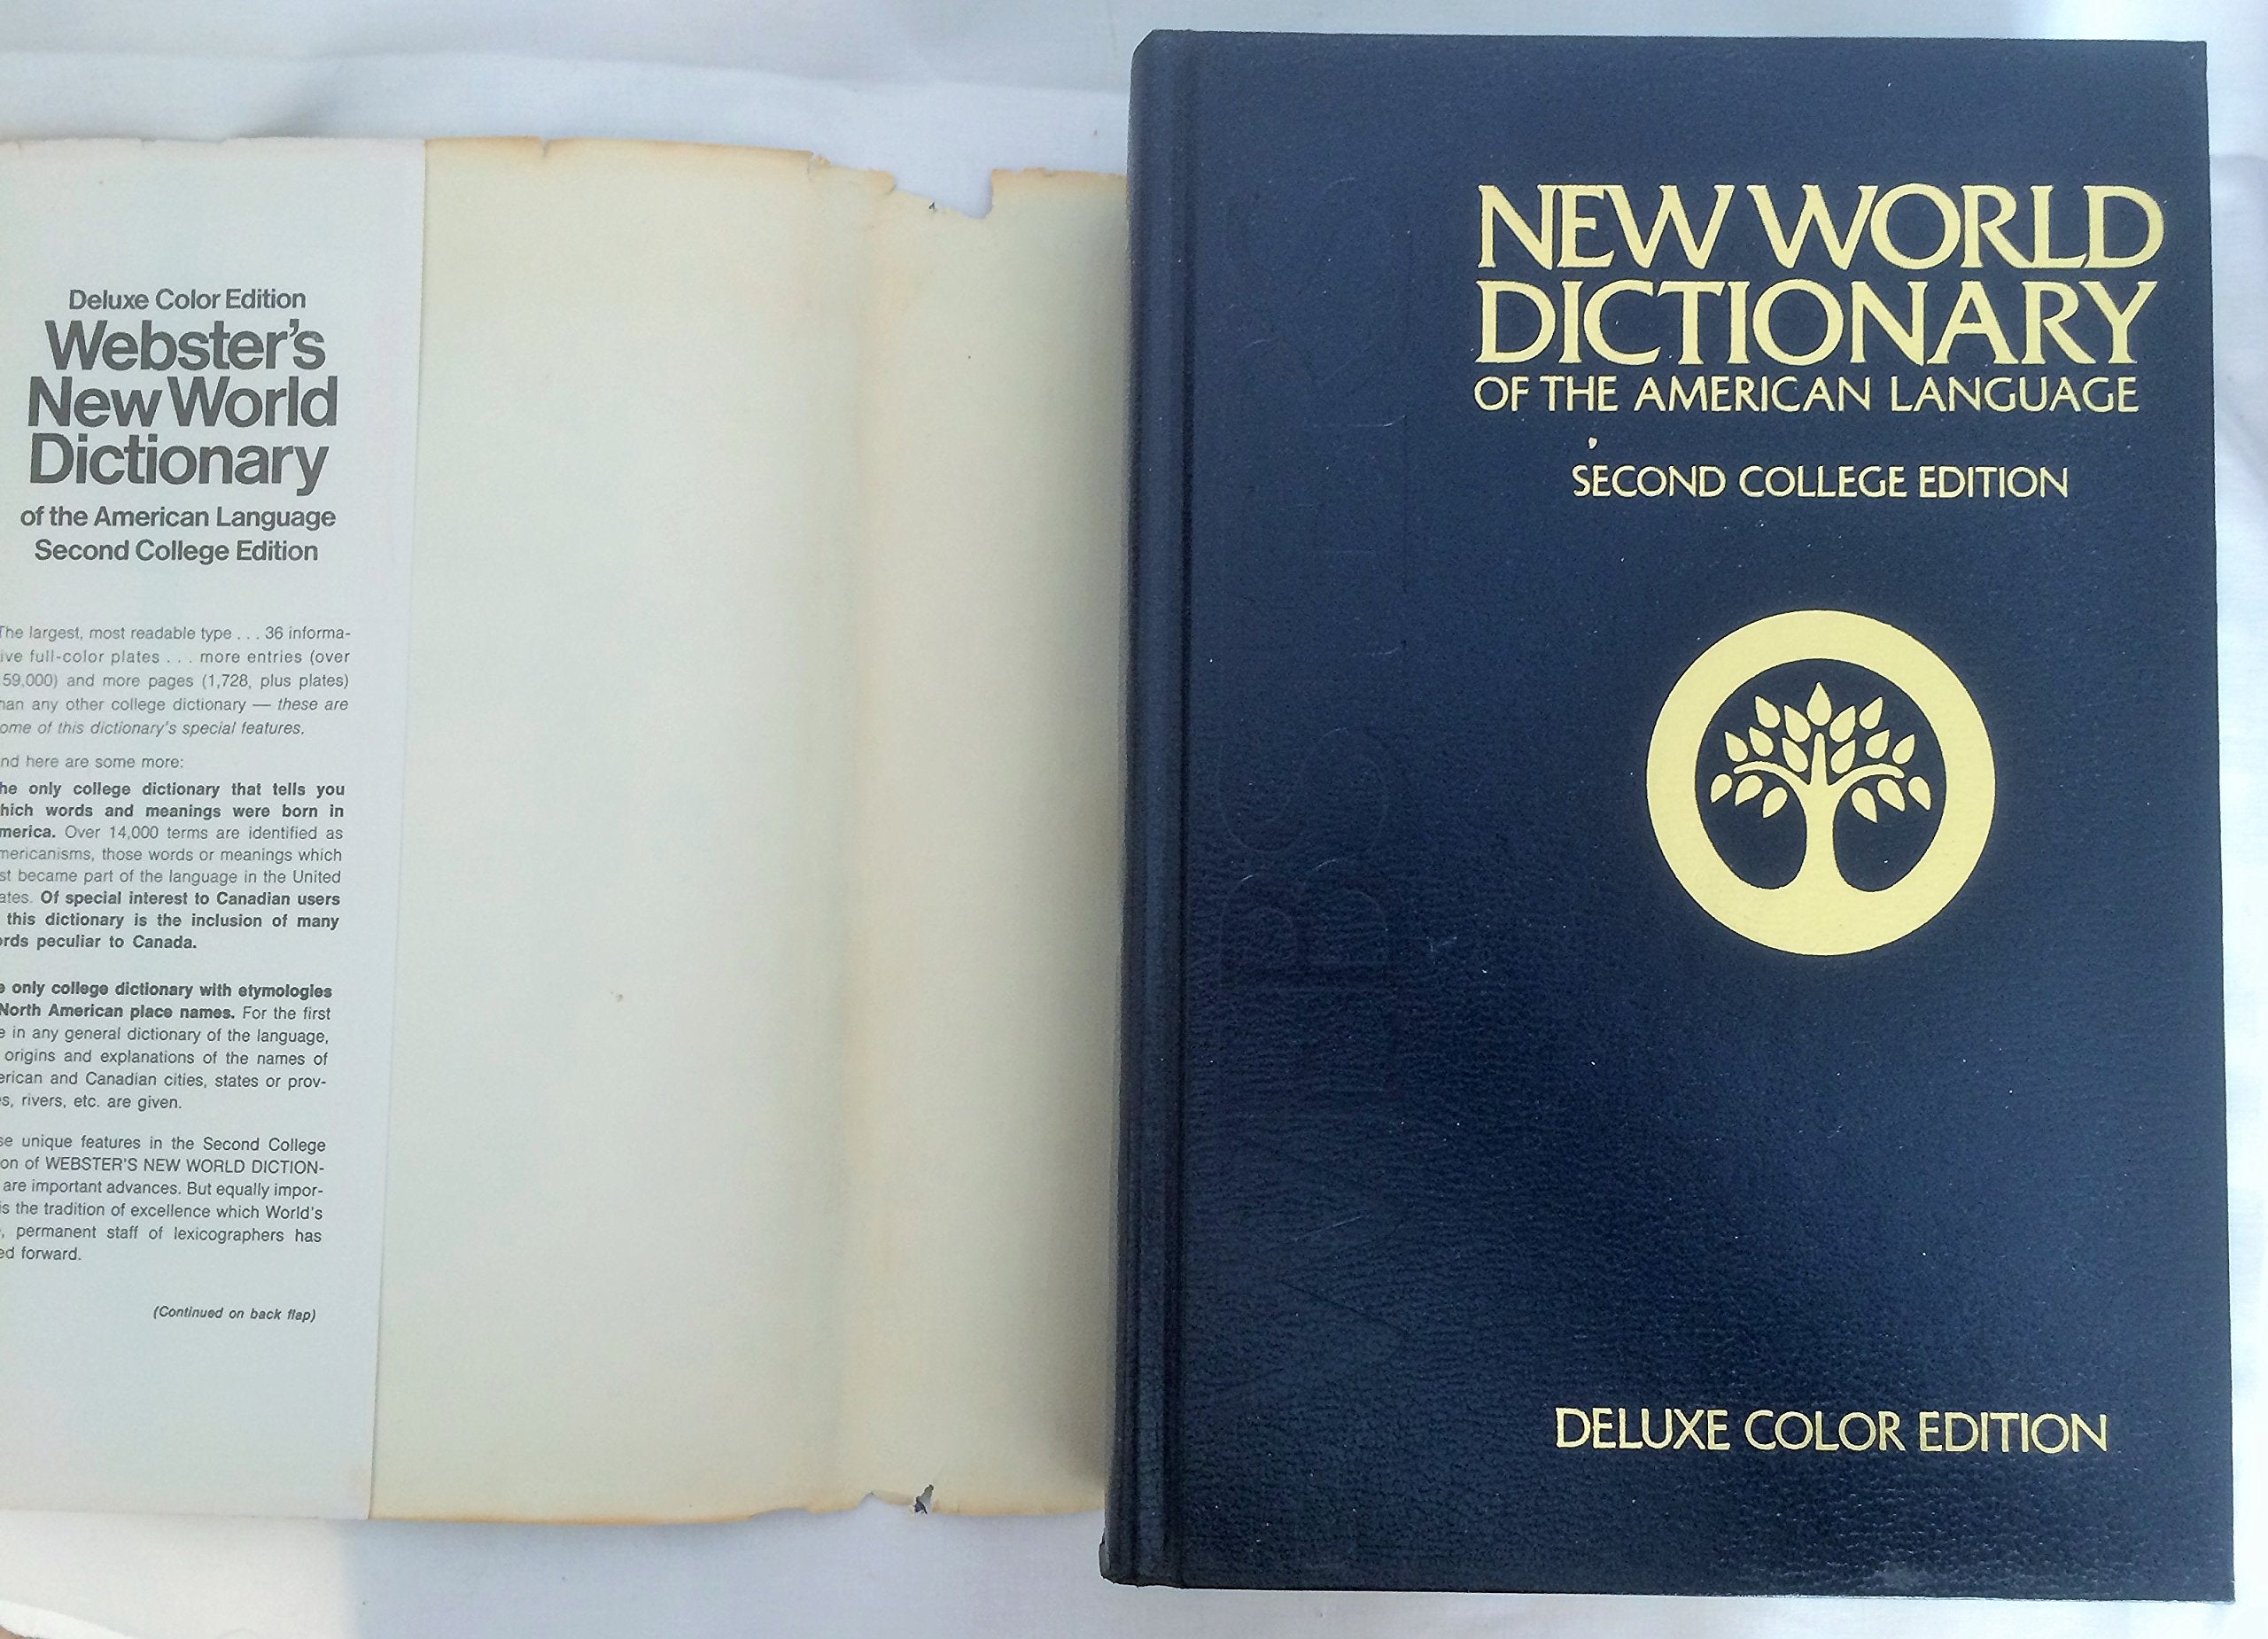 Deluxe Color Edition
Webster's
New World
Dictionary
of the American Language
Second College Edition
The largest, most readable type . . . 36 informa-
ive full-color plates . . . more entries (over
59,000) and more pages (1,728, plus plates)
han any other college dictionary — these are
ome of this dictionary's special features.
nd here are some more:
he only college dictionary that tells you
hich words and meanings were born in
merica. Over 14,000 terms are identified as
mericanisms, those words or meanings which
st became part of the language in the United
ates. Of special interest to Canadian users
this dictionary is the inclusion of many
ords peculiar to Canada.
e only college dictionary with etymologies
North American place names. For the first
e in any general dictionary of the language,
origins and explanations of the names of
erican and Canadian cities, states or prov-
s, rivers, etc. are given.
se unique features in the Second College
on of WEBSTER'S NEW WORLD DICTION-
are important advances. But equally impor-
is the tradition of excellence which World's
, permanent staff of lexicographers has
ed forward.
(Continued on back flap)
NEW WORLD
DICTIONARY
OF THE AMERICAN LANGUAGE
SECOND COLLEGE EDITION
DELUXE COLOR EDITION